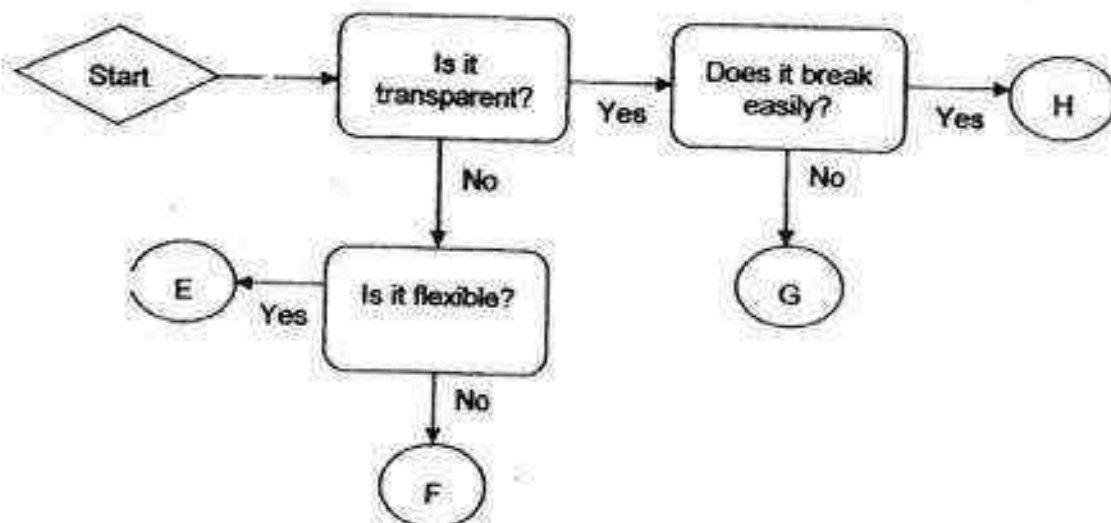 Start
Is it
transparent?
Yes
Does it break
easily?
Yes
H
No
No
E
Yes
Is it flexible?
G
No
F